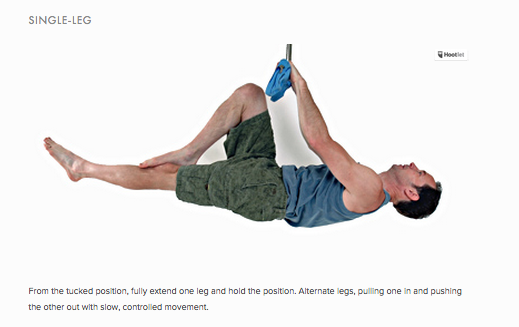 SINGLE-LEG
Hootlet
From the tucked position, fully extend one leg and hold the position. Alternate legs, pulling one in and pushing
the other out with slow, controlled movement.